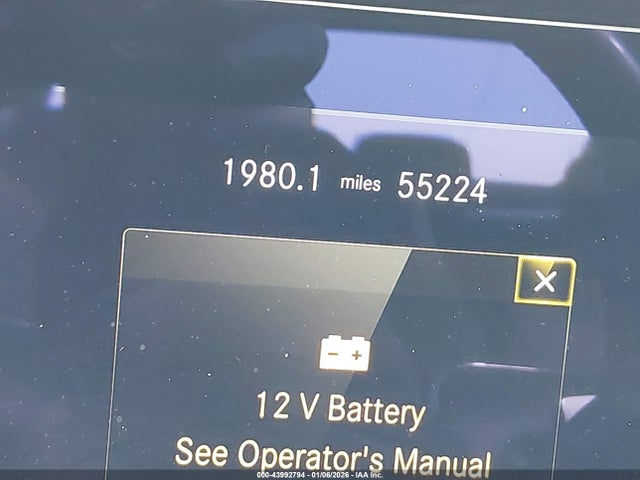 1980.1 miles 55224
12 V Battery
See Operator's Manual
000-43992794 - 01/06/2026 - IAA Inc.